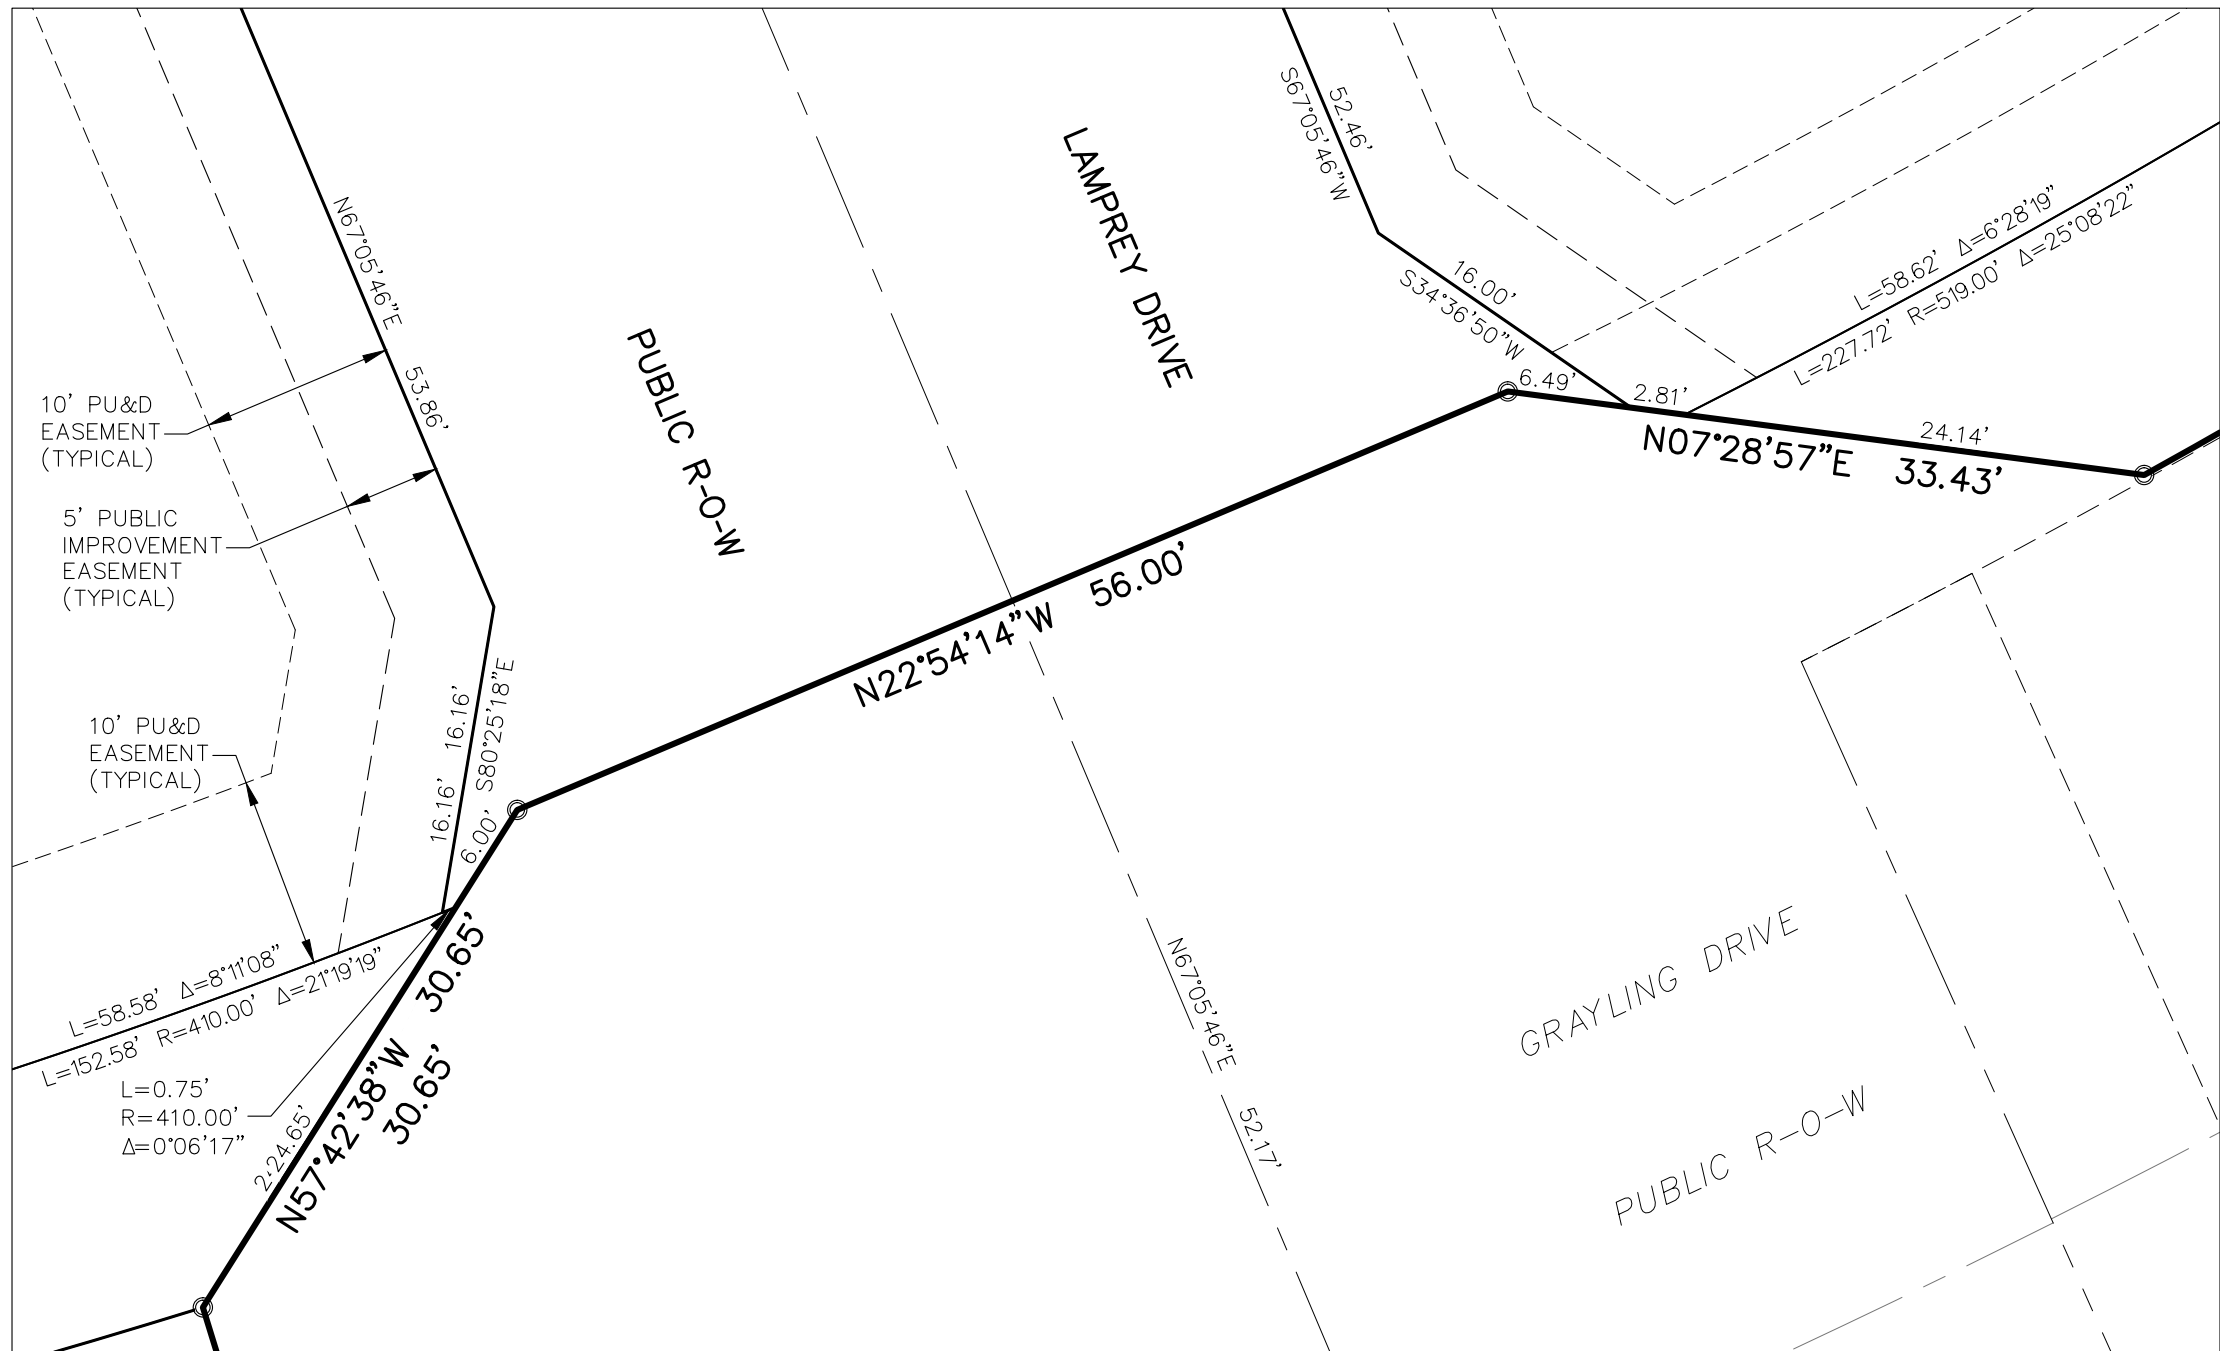 S67°05'46"W
52.46'
LAMPREY DRIVE
N67°05'46"E
53.86'
PUBLIC R-O-W
16.00'
S34°36'50"W
L=58.62' Δ=6°28'19"
L=227.72' R=519.00' Δ=25°08'22"
6.49'
2.81'
24.14'
N07°28'57"E 33.43'
10' PU&D
EASEMENT
(TYPICAL)
5' PUBLIC
IMPROVEMENT
EASEMENT
(TYPICAL)
N22°54'14"W 56.00'
10' PU&D
EASEMENT
(TYPICAL)
16.16' 16.16'
6.00' S80°25'18"E
L=58.58' Δ=8°11'08"
L=152.58' R=410.00' Δ=21°19'19"
L=0.75'
R=410.00'
Δ=0°06'17"
24.65'
N57°42'38"W 30.65'
30.65'
N67°05'46"E 52.17'
GRAYLING DRIVE
PUBLIC R-O-W